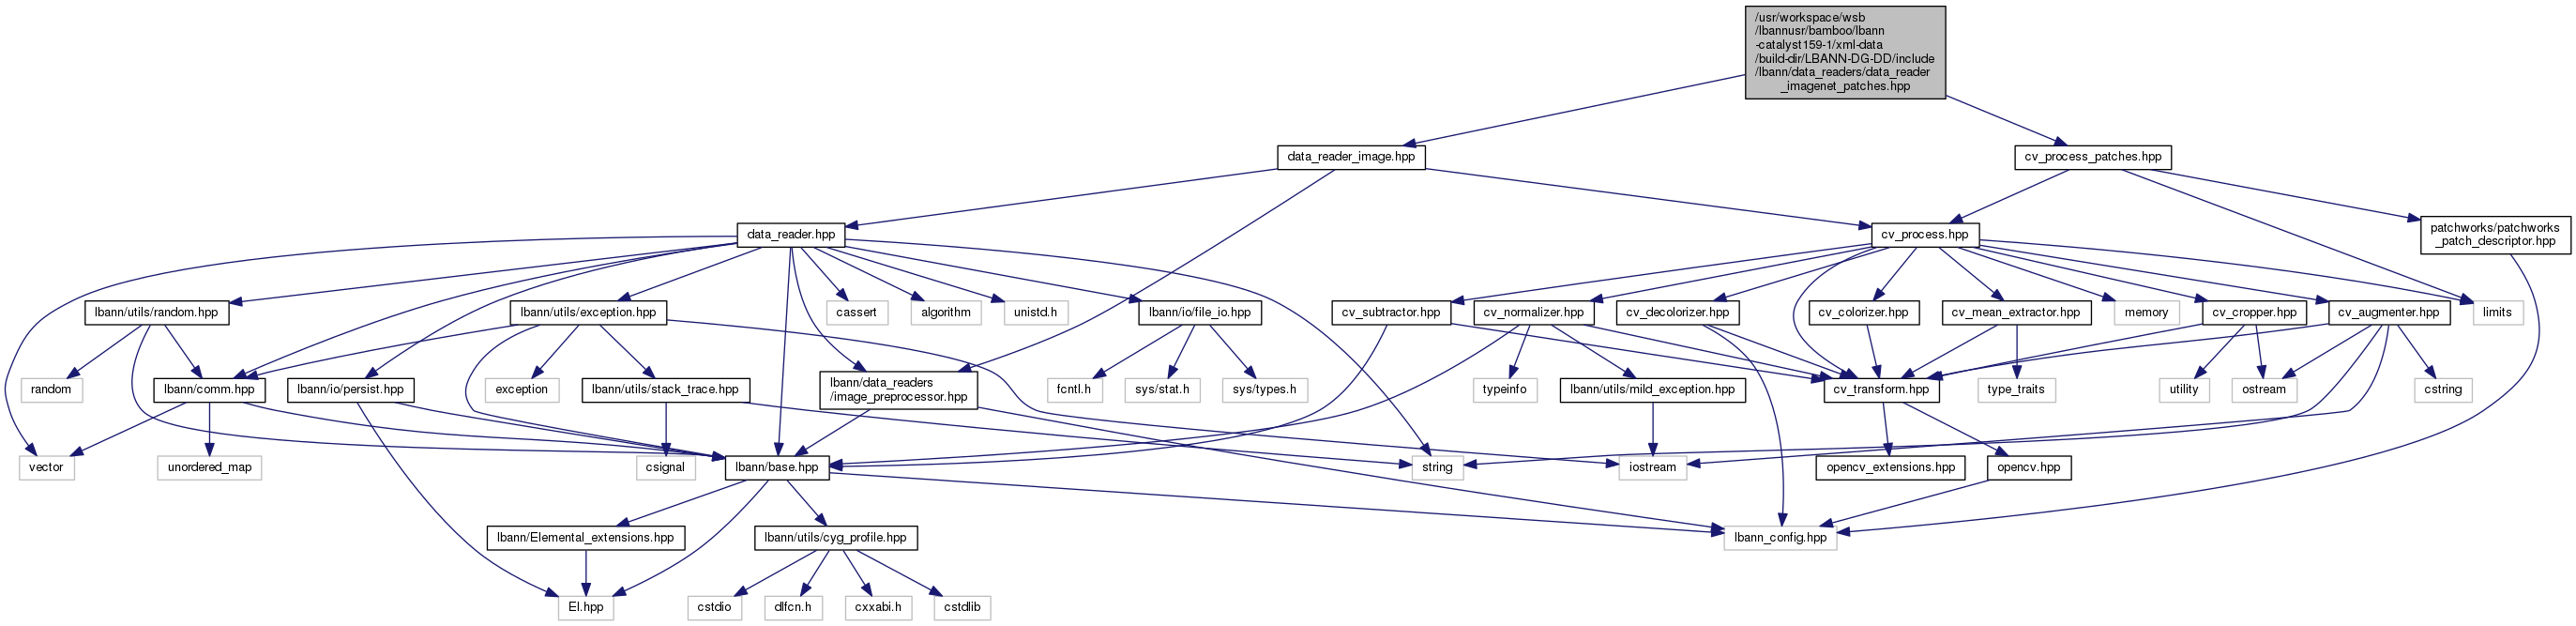 /usr/workspace/wsb
/lbannusr/bamboo/lbann
-catalyst159-1/xml-data
/build-dir/LBANN-DG-DD/include
/lbann/data_readers/data_reader
_imagenet_patches.hpp
data_reader_image.hpp
cv_process_patches.hpp
data_reader.hpp
cv_process.hpp
patchworks/patchworks
_patch_descriptor.hpp
lbann/utils/random.hpp
lbann/utils/exception.hpp
cassert
algorithm
unistd.h
lbann/io/file_io.hpp
cv_subtractor.hpp
cv_normalizer.hpp
cv_decolorizer.hpp
cv_colorizer.hpp
cv_mean_extractor.hpp
memory
cv_cropper.hpp
cv_augmenter.hpp
limits
random
lbann/comm.hpp
lbann/io/persist.hpp
exception
lbann/utils/stack_trace.hpp
lbann/data_readers
/image_preprocessor.hpp
fcntl.h
sys/stat.h
sys/types.h
typeinfo
lbann/utils/mild_exception.hpp
cv_transform.hpp
type_traits
utility
ostream
cstring
vector
unordered_map
csignal
lbann/base.hpp
string
iostream
opencv_extensions.hpp
opencv.hpp
lbann/Elemental_extensions.hpp
lbann/utils/cyg_profile.hpp
lbann_config.hpp
El.hpp
cstdio
dlfcn.h
cxxabi.h
cstdlib